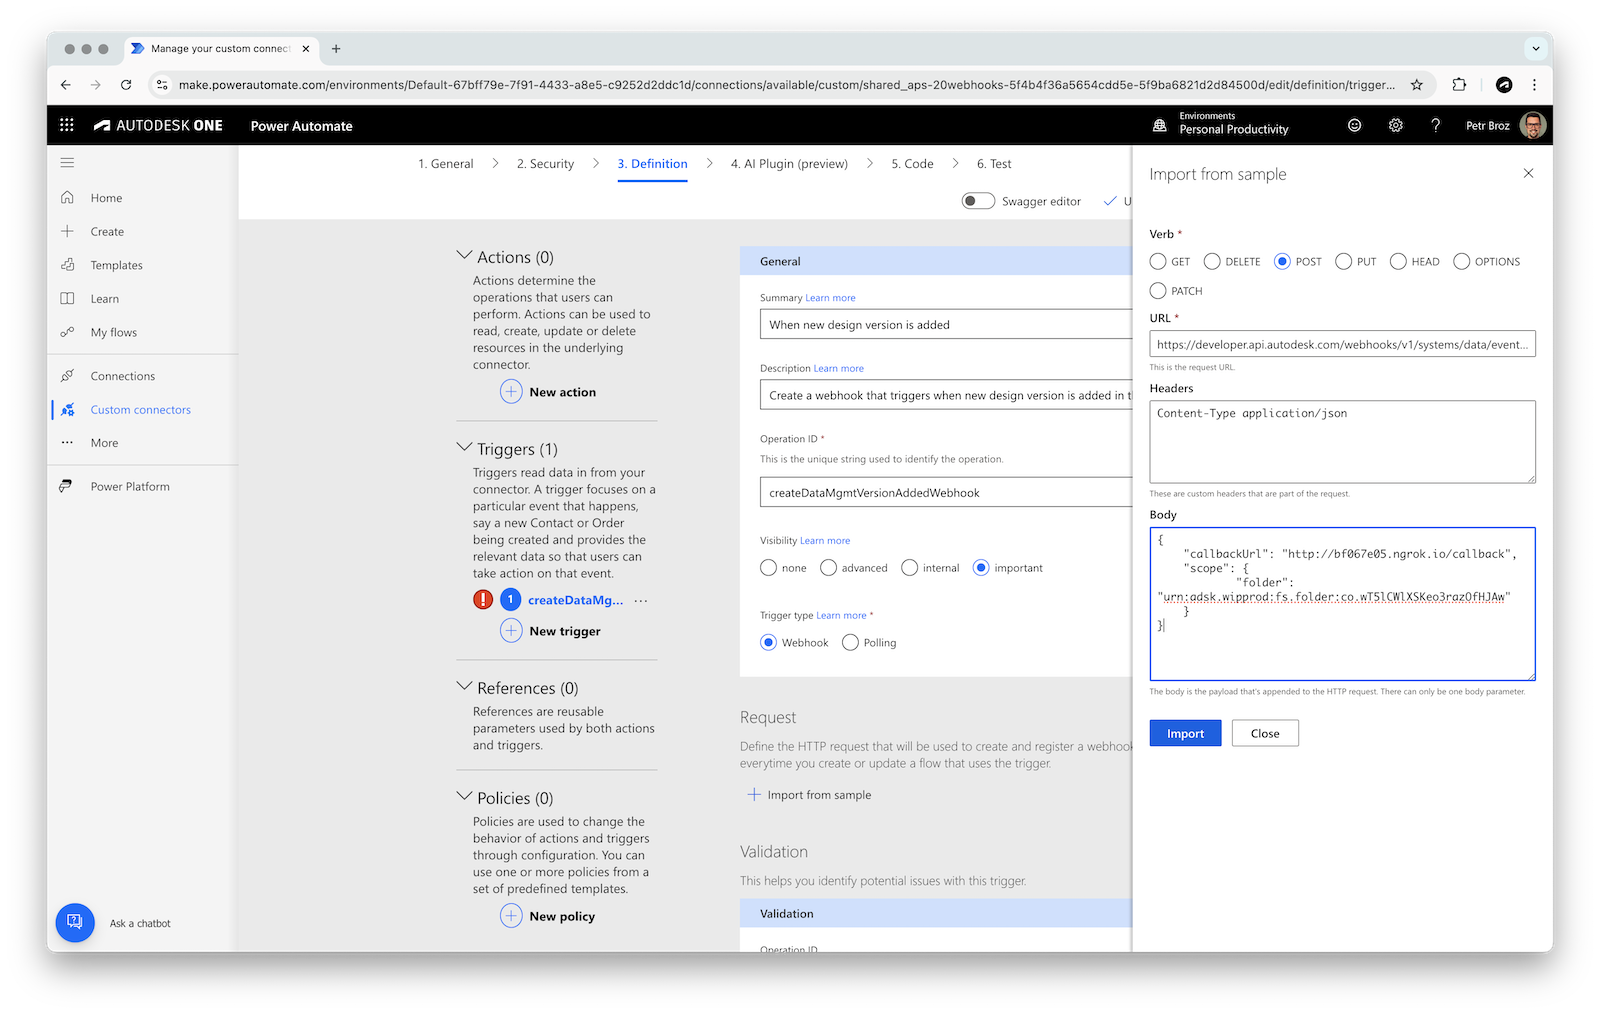 Manage your custom connect
make.powerautomate.com/environments/Default-67bff79e-7f91-4433-a8e5-c9252d2ddc1d/connections/available/custom/shared_aps-20webhooks-5f4b4f36a5654cdd5e-5f9ba6821d2d84500d/edit/definition/trigger...
AUTODESK ONE
Power Automate
Environments
Personal Productivity
?
Petr Broz
Home
Create
Templates
Learn
My flows
Connections
Custom connectors
More
Power Platform
Ask a chatbot
1. General
2. Security
3. Definition
4. AI Plugin (preview)
5. Code
6. Test
Swagger editor
U
Actions (0)
Actions determine the
operations that users can
perform. Actions can be used to
read, create, update or delete
resources in the underlying
connector.
New action
Triggers (1)
Triggers read data in from your
connector. A trigger focuses on a
particular event that happens,
say a new Contact or Order
being created and provides the
relevant data so that users can
take action on that event.
! 1 createDataMg... ...
New trigger
References (0)
References are reusable
parameters used by both actions
and triggers.
Policies (0)
Policies are used to change the
behavior of actions and triggers
through configuration. You can
use one or more policies from a
set of predefined templates.
New policy
General
Summary Learn more
When new design version is added
Description Learn more
Create a webhook that triggers when new design version is added in t
Operation ID *
This is the unique string used to identify the operation.
createDataMgmtVersionAddedWebhook
Visibility Learn more
none advanced internal important
Trigger type Learn more *
Webhook Polling
Request
Define the HTTP request that will be used to create and register a webhook
everytime you create or update a flow that uses the trigger.
Import from sample
Validation
This helps you identify potential issues with this trigger.
Validation
Operation ID
Import from sample
Verb *
GET DELETE POST PUT HEAD OPTIONS
PATCH
URL *
https://developer.api.autodesk.com/webhooks/v1/systems/data/event...
This is the request URL.
Headers
Content-Type application/json
These are custom headers that are part of the request.
Body
{
"callbackUrl": "http://bf067e05.ngrok.io/callback",
"scope": {
"folder":
"urn:adsk.wipprod:fs.folder:co.wT5lCWlXSKeo3razOfHJAw"
}
}
The body is the payload that's appended to the HTTP request. There can only be one body parameter.
Import
Close